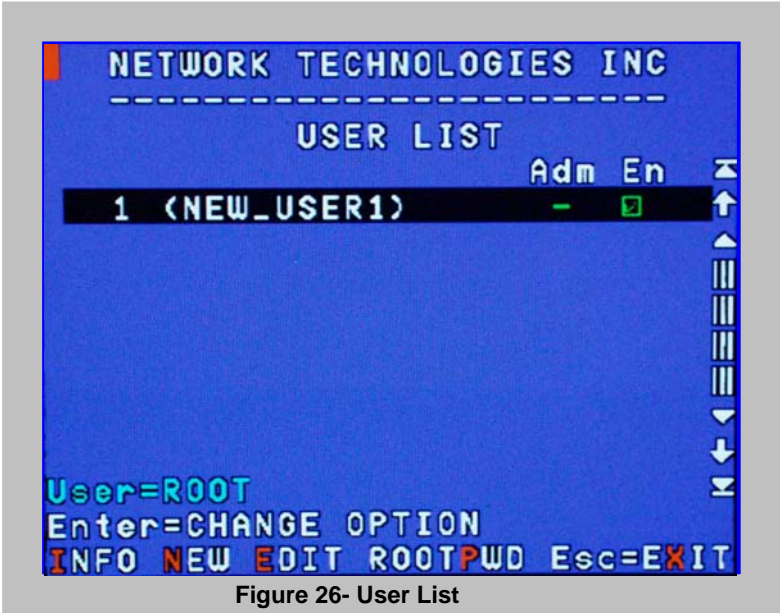 NETWORK TECHNOLOGIES INC
--------------------------
USER LIST
Adm En
1 (NEW_USER1) -
User=ROOT
Enter=CHANGE OPTION
INFO NEW EDIT ROOTPWD Esc=EXIT
Figure 26- User List